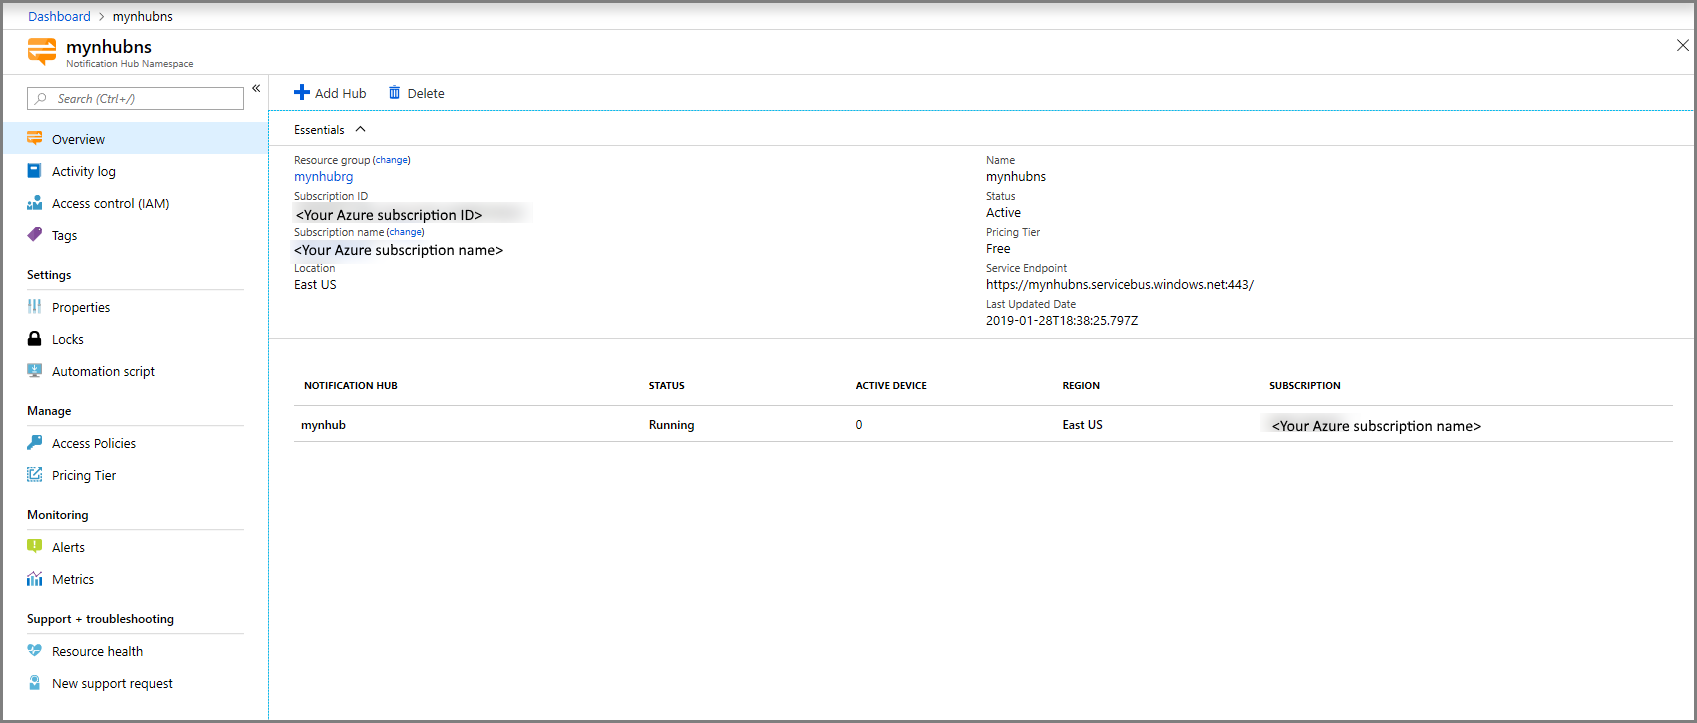 Dashboard > mynhubns
mynhubns
Notification Hub Namespace
Search (Ctrl+/)
«
Overview
Activity log
Access control (IAM)
Tags
Settings
Properties
Locks
Automation script
Manage
Access Policies
Pricing Tier
Monitoring
Alerts
Metrics
Support + troubleshooting
Resource health
New support request
Add Hub Delete
Essentials
Resource group (change)
mynhubrg
Subscription ID
<Your Azure subscription ID>
Subscription name (change)
<Your Azure subscription name>
Location
East US
Name
mynhubns
Status
Active
Pricing Tier
Free
Service Endpoint
https://mynhubns.servicebus.windows.net:443/
Last Updated Date
2019-01-28T18:38:25.797Z
NOTIFICATION HUB STATUS ACTIVE DEVICE REGION SUBSCRIPTION
mynhub Running 0 East US <Your Azure subscription name>